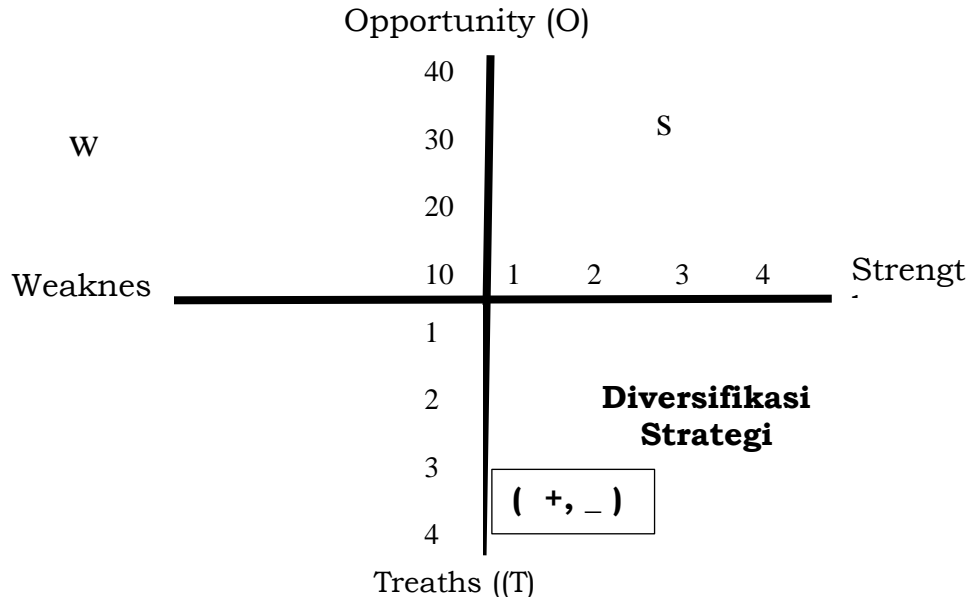 Opportunity (O)
40
W
30
S
20
Weaknes
10
1
2
3
4
Strengt
1
2
Diversifikasi
Strategi
3
( +, _ )
4
Treaths ((T)